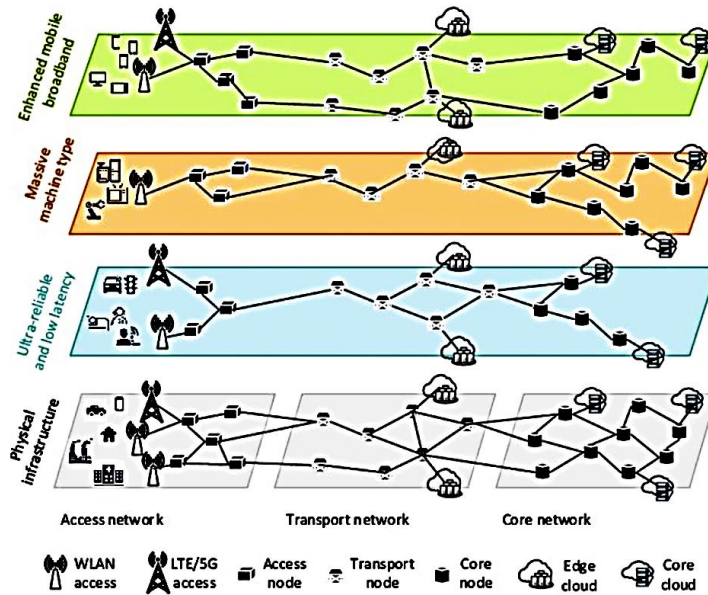 Enhanced mobile
broadband
Massive
machine type
Ultra-reliable
and low latency
Physical
infrastructure
Access network
Transport network
Core network
WLAN
access
LTE/5G
access
Access
node
Transport
node
Core
node
Edge
cloud
Core
cloud